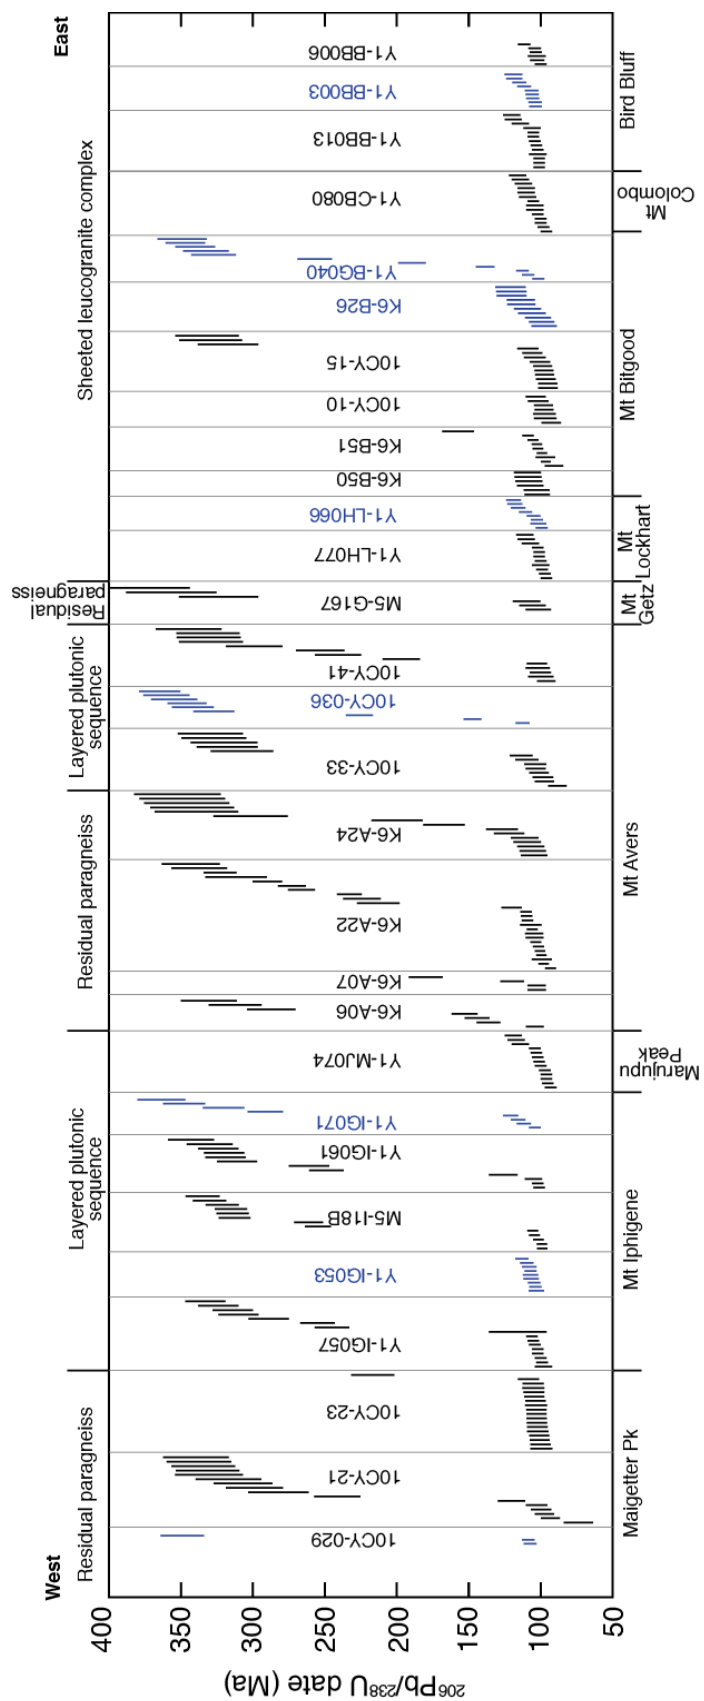 West
East
Residual paragneiss
Layered plutonic
sequence
Residual paragneiss
Layered plutonic
sequence
Residual
paragneiss
Sheeted leucogranite complex
400
350
300
250
200
150
100
50
206Pb/238U date (Ma)
10CY-029
10CY-21
10CY-23
Y1-IG057
Y1-IG053
M5-I18B
Y1-IG061
Y1-IG071
Y1-MJ074
K6-A06
K6-A07
K6-A22
K6-A24
10CY-33
10CY-036
10CY-41
M5-G167
Y1-LH077
Y1-LH066
K6-B50
K6-B51
10CY-10
10CY-15
K6-B26
Y1-BG040
Y1-CB080
Y1-BB013
Y1-BB003
Y1-BB006
Maigetter Pk
Mt Iphigene
Marujupu
Peak
Mt Avers
Mt
Getz
Mt
Lockhart
Mt Bitgood
Mt
Colombo
Bird Bluff